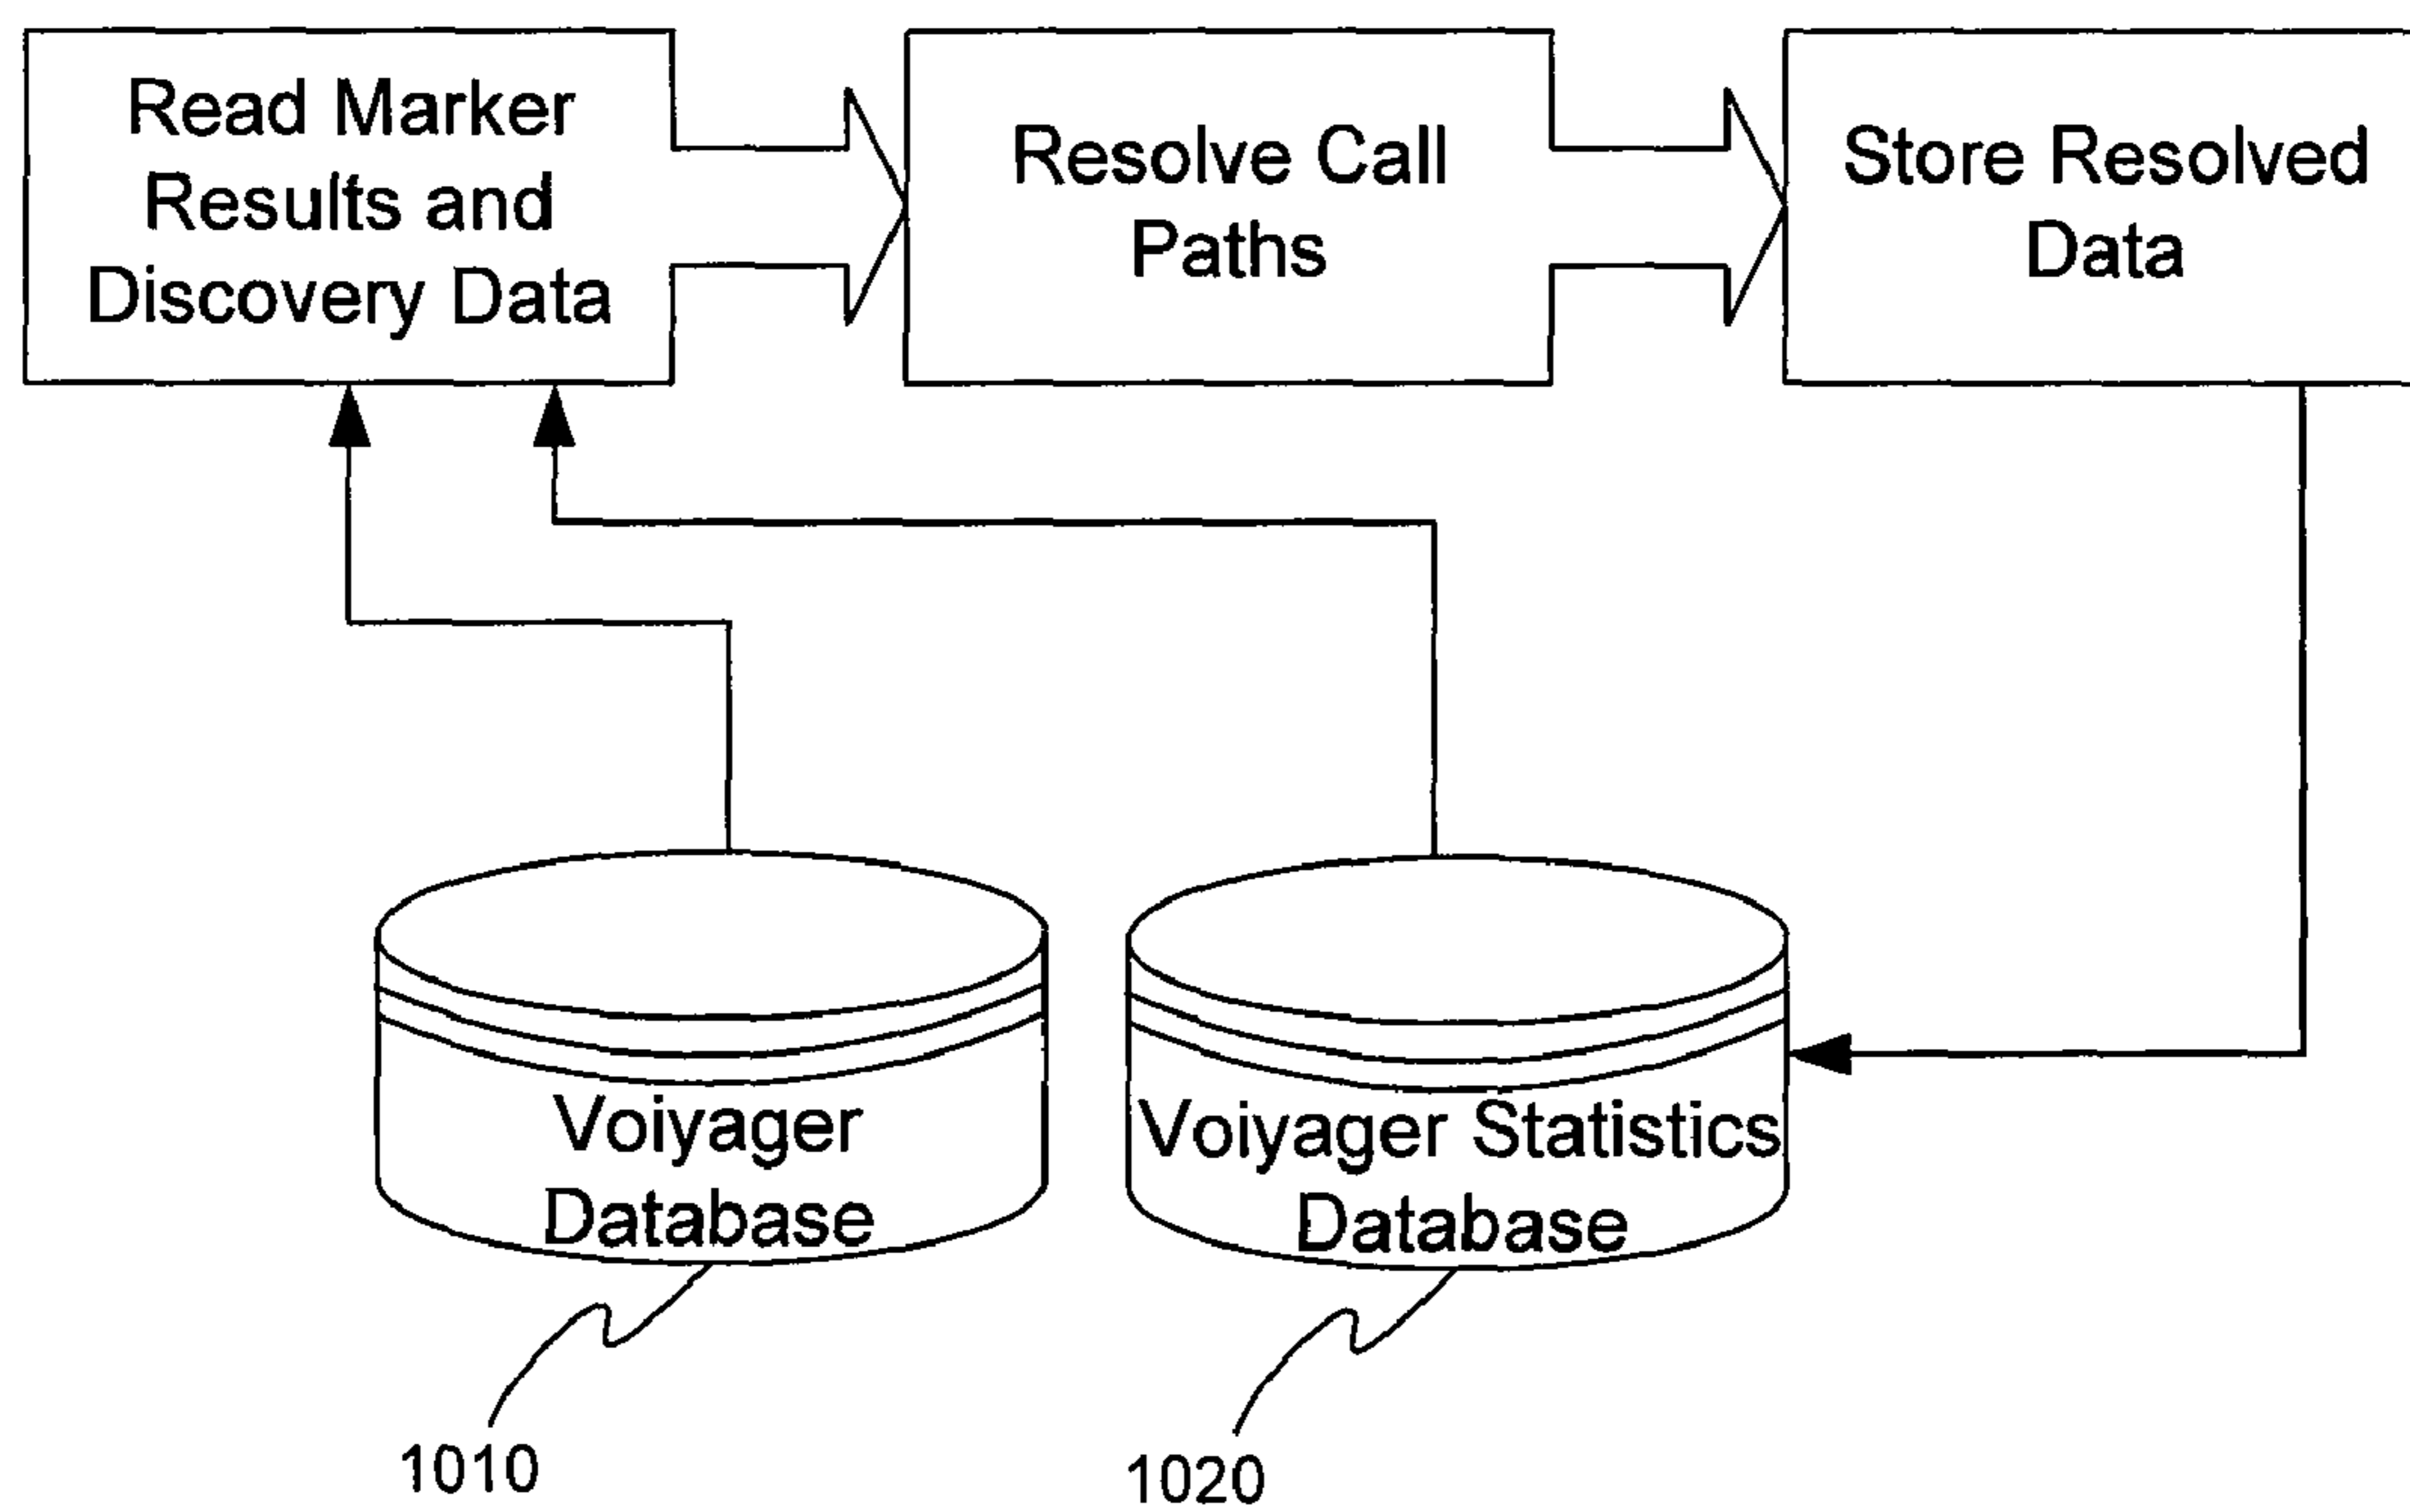 Read Marker
Results and
Discovery Data
Resolve Call
Paths
Store Resolved
Data
Voiyager
Database
Voiyager Statistics
Database
1010
1020